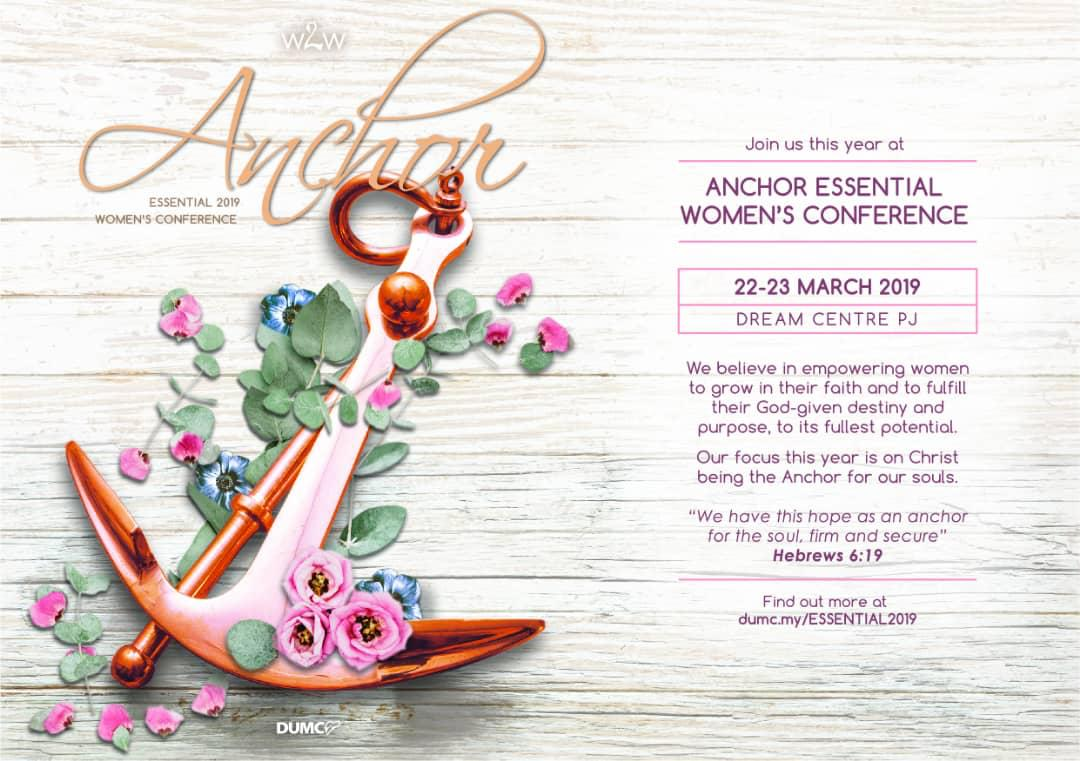 w2w
Anchor
ESSENTIAL 2019
WOMEN'S CONFERENCE
DUMC
Join us this year at
ANCHOR ESSENTIAL
WOMEN'S CONFERENCE
22-23 MARCH 2019
DREAM CENTRE PJ
We believe in empowering women
to grow in their faith and to fulfill
their God-given destiny and
purpose, to its fullest potential.
Our focus this year is on Christ
being the Anchor for our souls.
“We have this hope as an anchor
for the soul, firm and secure”
Hebrews 6:19
Find out more at
dumc.my/ESSENTIAL2019